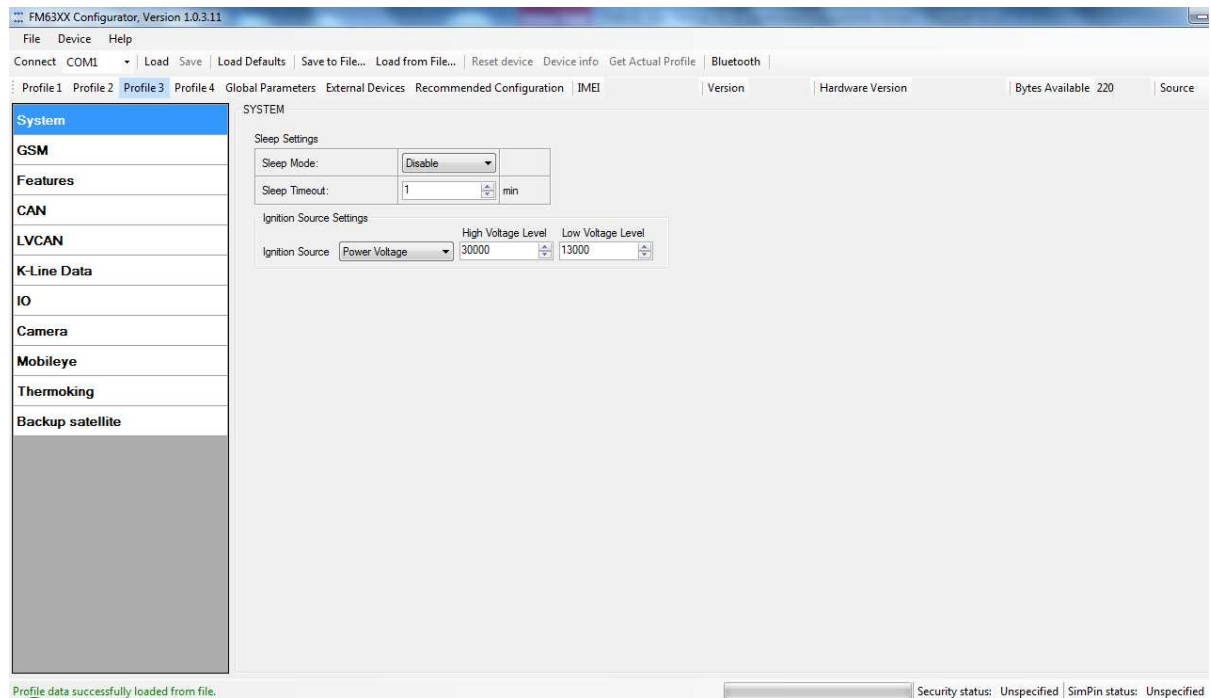 FM63XX Configurator, Version 1.0.3.11
File Device Help
Connect COM1 Load Save Load Defaults Save to File... Load from File... Reset device Device info Get Actual Profile Bluetooth
Profile 1 Profile 2 Profile 3 Profile 4 Global Parameters External Devices Recommended Configuration IMEI Version Hardware Version Bytes Available 220 Source
System
GSM
Features
CAN
LVCAN
K-Line Data
IO
Camera
Mobileye
Thermoking
Backup satellite
SYSTEM
Sleep Settings
Sleep Mode: Disable
Sleep Timeout: 1 min
Ignition Source Settings
High Voltage Level Low Voltage Level
Ignition Source Power Voltage 30000 13000
Profile data successfully loaded from file.
Security status: Unspecified SimPin status: Unspecified